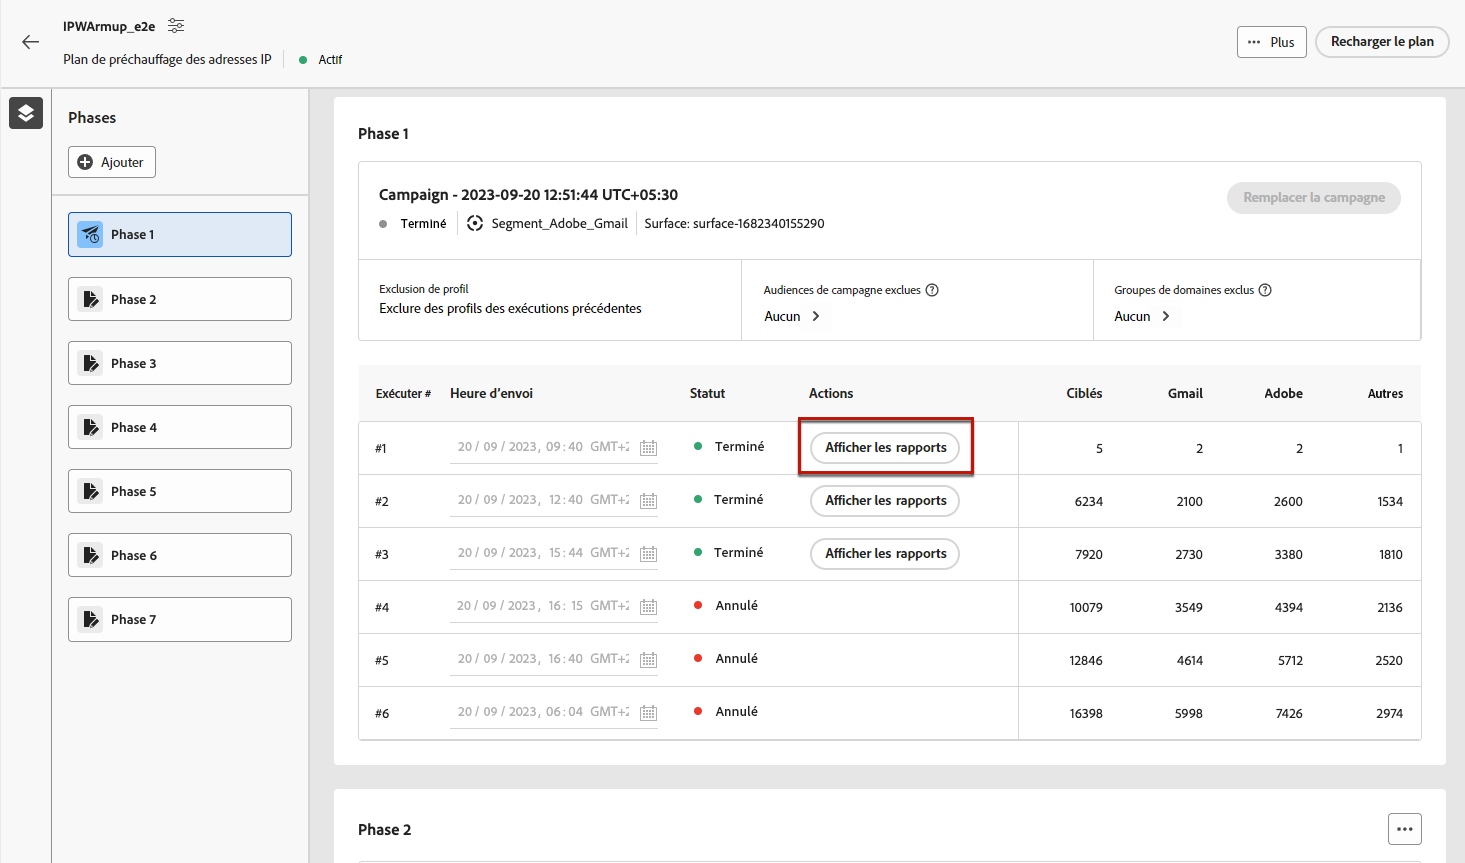 IPWArmup_e2e
Plan de préchauffage des adresses IP
Actif
Plus
Recharger le plan
Phases
Ajouter
Phase 1
Phase 2
Phase 3
Phase 4
Phase 5
Phase 6
Phase 7
Phase 1
Campaign - 2023-09-20 12:51:44 UTC+05:30
Remplacer la campagne
Terminé Segment_Adobe_Gmail Surface: surface-1682340155290
Exclusion de profil
Exclure des profils des exécutions précédentes
Audiences de campagne exclues
Aucun
Groupes de domaines exclus
Aucun
Exécuter # Heure d’envoi Statut Actions Ciblés Gmail Adobe Autres
#1 20/09/2023, 09:40 GMT+2 Terminé Afficher les rapports 5 2 2 1
#2 20/09/2023, 12:40 GMT+2 Terminé Afficher les rapports 6234 2100 2600 1534
#3 20/09/2023, 15:44 GMT+2 Terminé Afficher les rapports 7920 2730 3380 1810
#4 20/09/2023, 16:15 GMT+2 Annulé 10079 3549 4394 2136
#5 20/09/2023, 16:40 GMT+2 Annulé 12846 4614 5712 2520
#6 20/09/2023, 06:04 GMT+2 Annulé 16398 5998 7426 2974
Phase 2